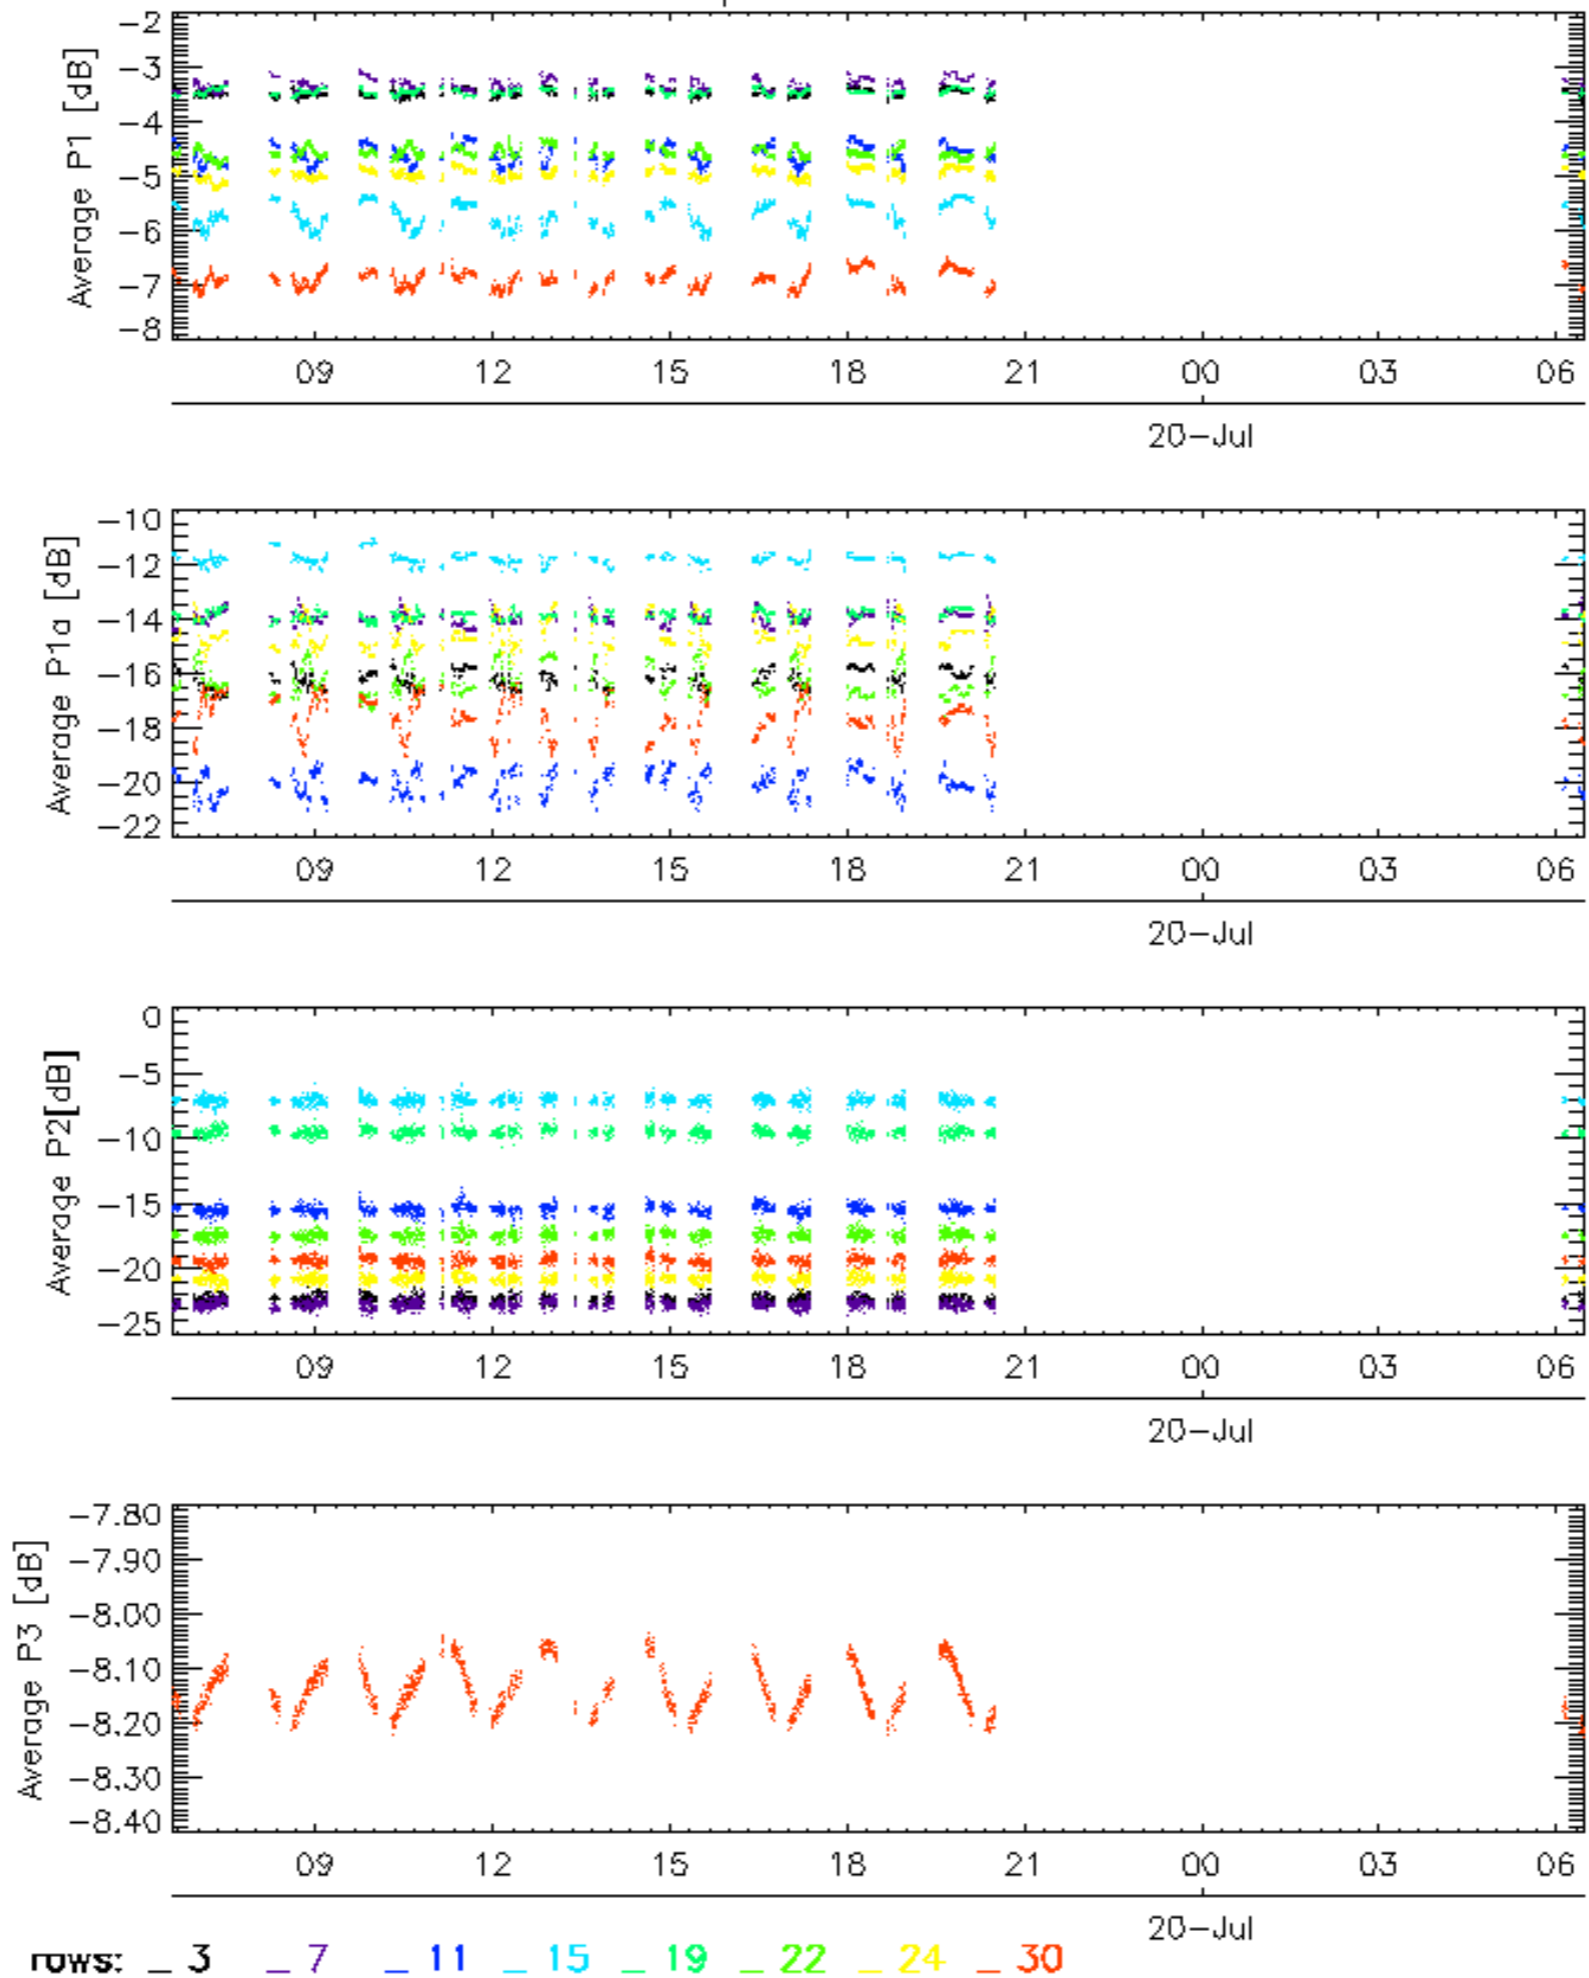 Average P1 [dB]
-2
-3
-4
-5
-6
-7
-8
09 12 15 18 21 00 03 06
20-Jul
Average P1a [dB]
-10
-12
-14
-16
-18
-20
-22
09 12 15 18 21 00 03 06
20-Jul
Average P2[dB]
0
-5
-10
-15
-20
-25
09 12 15 18 21 00 03 06
20-Jul
Average P3 [dB]
-7.80
-7.90
-8.00
-8.10
-8.20
-8.30
-8.40
09 12 15 18 21 00 03 06
20-Jul
rows: _ 3 _ 7 _ 11 _ 15 _ 19 _ 22 _ 24 _ 30